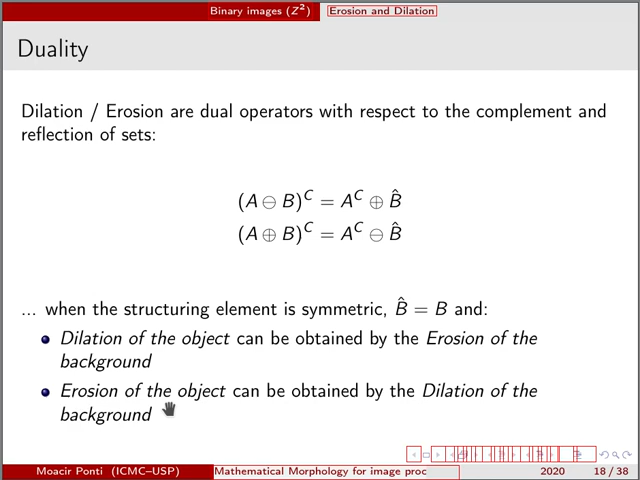 Binary images (Z²) Erosion and Dilation
Duality
Dilation / Erosion are dual operators with respect to the complement and
reflection of sets:
(A ⊖ B)ᶜ = Aᶜ ⊕ B̂
(A ⊕ B)ᶜ = Aᶜ ⊖ B̂
... when the structuring element is symmetric, B̂ = B and:
Dilation of the object can be obtained by the Erosion of the
background
Erosion of the object can be obtained by the Dilation of the
background
Moacir Ponti (ICMC–USP) Mathematical Morphology for image proc 2020 18 / 38